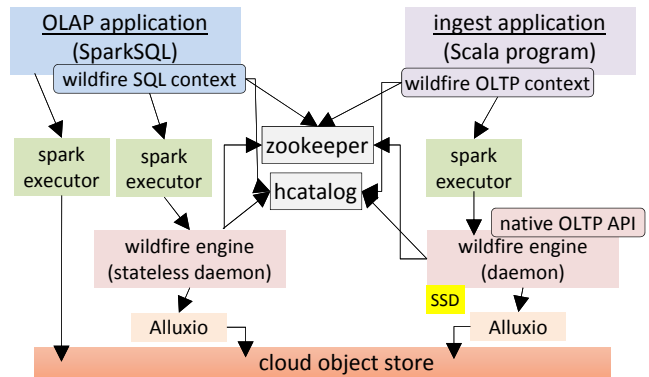 OLAP application
(SparkSQL)
wildfire SQL context
ingest application
(Scala program)
wildfire OLTP context
zookeeper
hcatalog
spark
executor
spark
executor
spark
executor
native OLTP API
wildfire engine
(stateless daemon)
wildfire engine
(daemon)
SSD
Alluxio
Alluxio
cloud object store